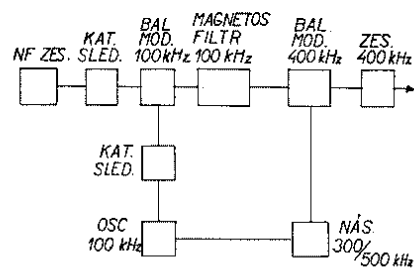 NF ZES.
KAT.
SLED.
BAL
MOD.
100kHz
MAGNETOS
FILTR
100 kHz
BAL.
MOD.
400 kHz
ZES.
400 kHz
KAT.
SLED.
OSC
100 kHz
NÁS.
300/
500 kHz